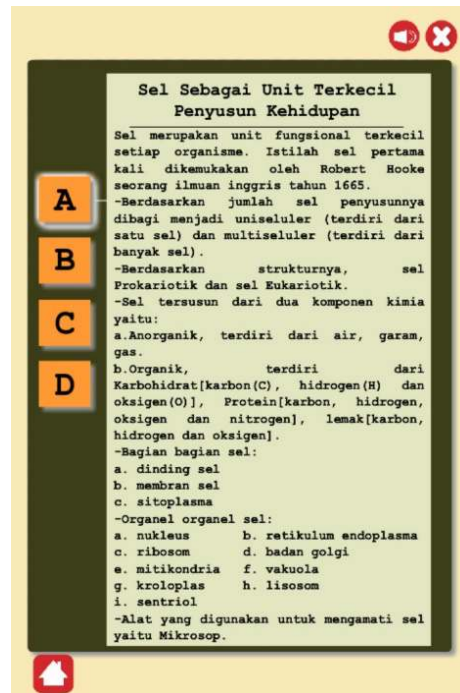 Sel Sebagai Unit Terkecil
Penyusun Kehidupan
Sel merupakan unit fungsional terkecil
setiap organisme. Istilah sel pertama
kali dikemukakan oleh Robert Hooke
seorang ilmuan inggris tahun 1665.
-Berdasarkan jumlah sel penyusunnya
dibagi menjadi uniseluler (terdiri dari
satu sel) dan multiseluler (terdiri dari
banyak sel).
-Berdasarkan strukturnya, sel
Prokariotik dan sel Eukariotik.
-Sel tersusun dari dua komponen kimia
yaitu:
a.Anorganik, terdiri dari air, garam,
gas.
b.Organik, terdiri dari
Karbohidrat[karbon(C), hidrogen(H) dan
oksigen(O)], Protein[karbon, hidrogen,
oksigen dan nitrogen], lemak[karbon,
hidrogen dan oksigen].
-Bagian bagian sel:
a. dinding sel
b. membran sel
c. sitoplasma
-Organel organel sel:
a. nukleus b. retikulum endoplasma
c. ribosom d. badan golgi
e. mitikondria f. vakuola
g. kroloplas h. lisosom
i. sentriol
-Alat yang digunakan untuk mengamati sel
yaitu Mikrosop.
A
B
C
D